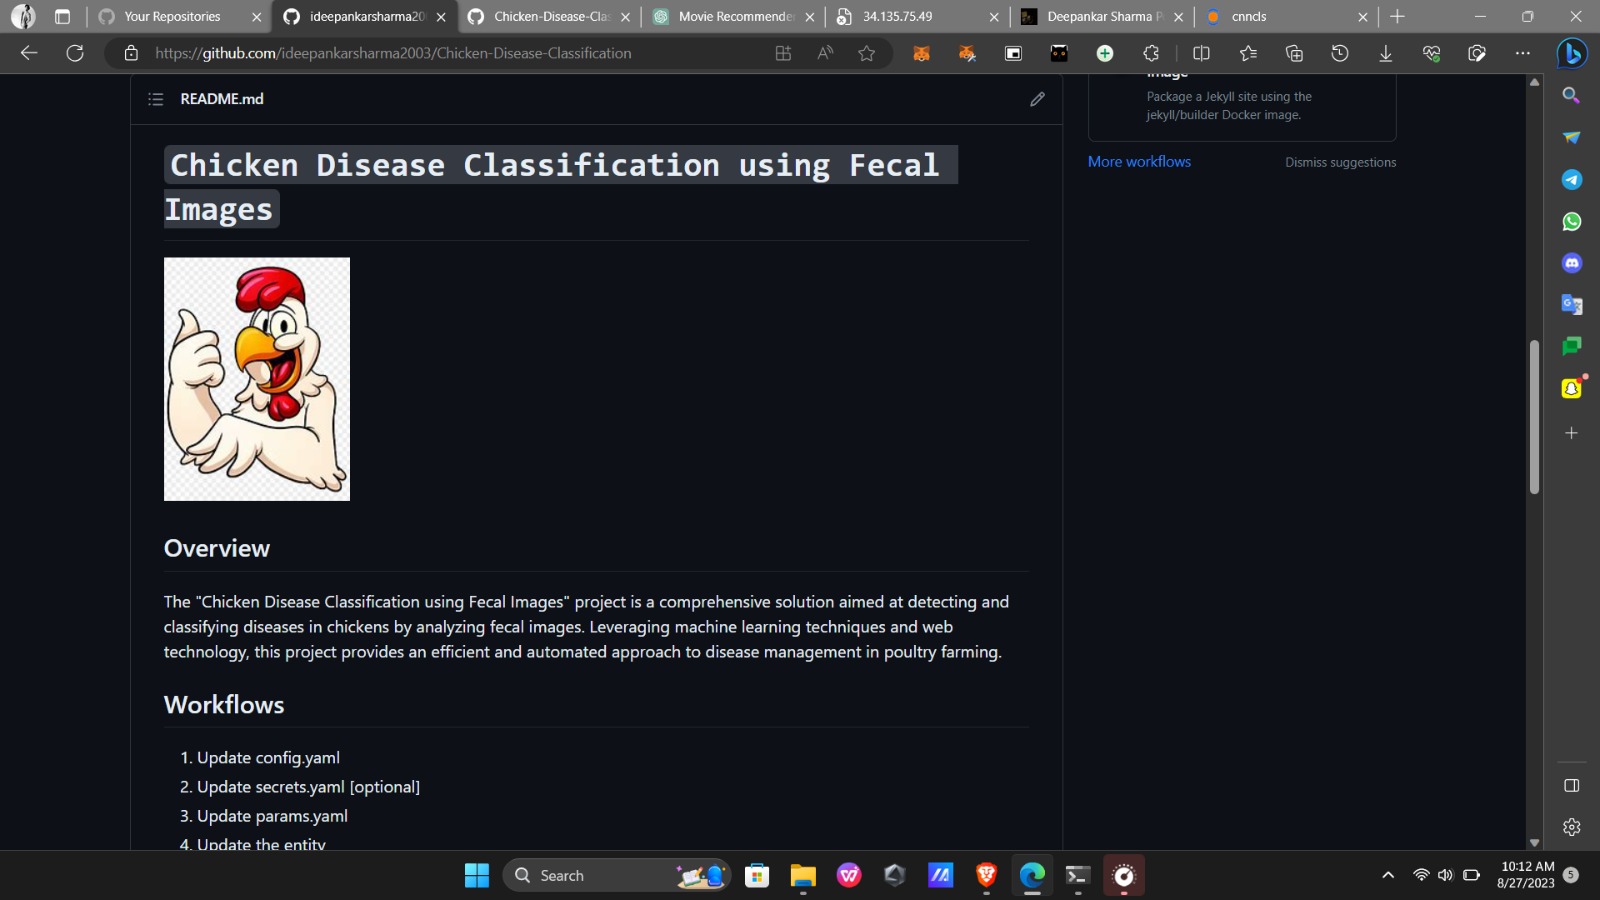 Your Repositories
ideepankarsharma20
Chicken-Disease-Cla
Movie Recommende
34.135.75.49
Deepankar Sharma P
cnncls
https://github.com/ideepankarsharma2003/Chicken-Disease-Classification
README.md
Image
Package a Jekyll site using the
jekyll/builder Docker image.
More workflows
Dismiss suggestions
Chicken Disease Classification using Fecal
Images
Overview
The "Chicken Disease Classification using Fecal Images" project is a comprehensive solution aimed at detecting and
classifying diseases in chickens by analyzing fecal images. Leveraging machine learning techniques and web
technology, this project provides an efficient and automated approach to disease management in poultry farming.
Workflows
1. Update config.yaml
2. Update secrets.yaml [optional]
3. Update params.yaml
4. Update the entity
Search
10:12 AM
8/27/2023
5